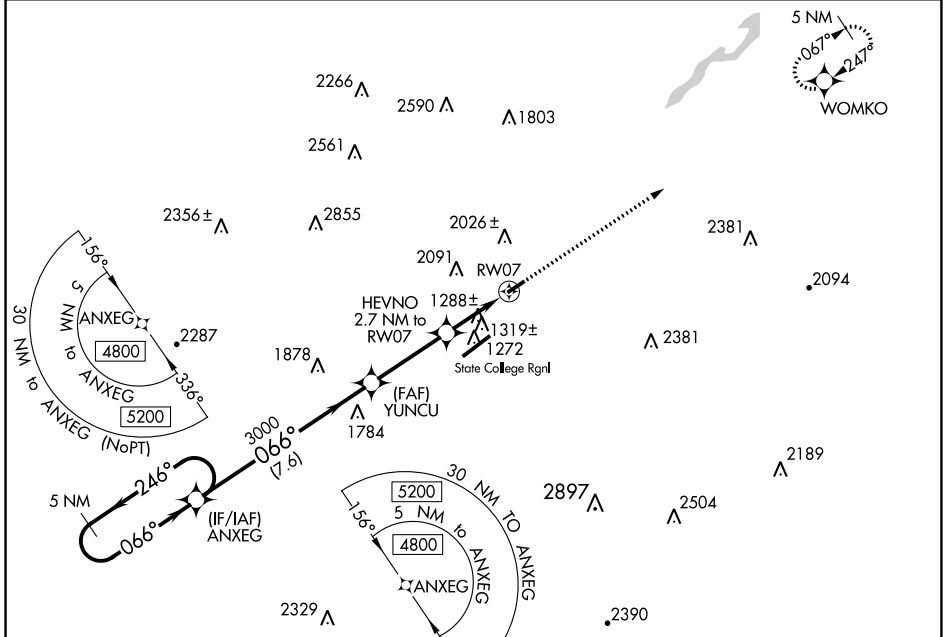 5 NM
067°
247°
WOMKO
2266
2590
1803
2561
2356 ±
2855
2026 ±
2381
2091
RW07
2094
156°
5 NM to ANXEG
30 NM to ANXEG (NoPT)
ANXEG
4800
2287
336°
5200
HEVNO
2.7 NM to
RW07
1288 ±
1319 ±
1272
State College Rgnl
2381
1878
(FAF)
YUNCU
1784
3000
066°
(7.6)
246°
5 NM
066°
(IF/IAF)
ANXEG
2189
2897
2504
30 NM TO ANXEG
5200
5 NM to ANXEG
156°
4800
ANXEG
2329
2390